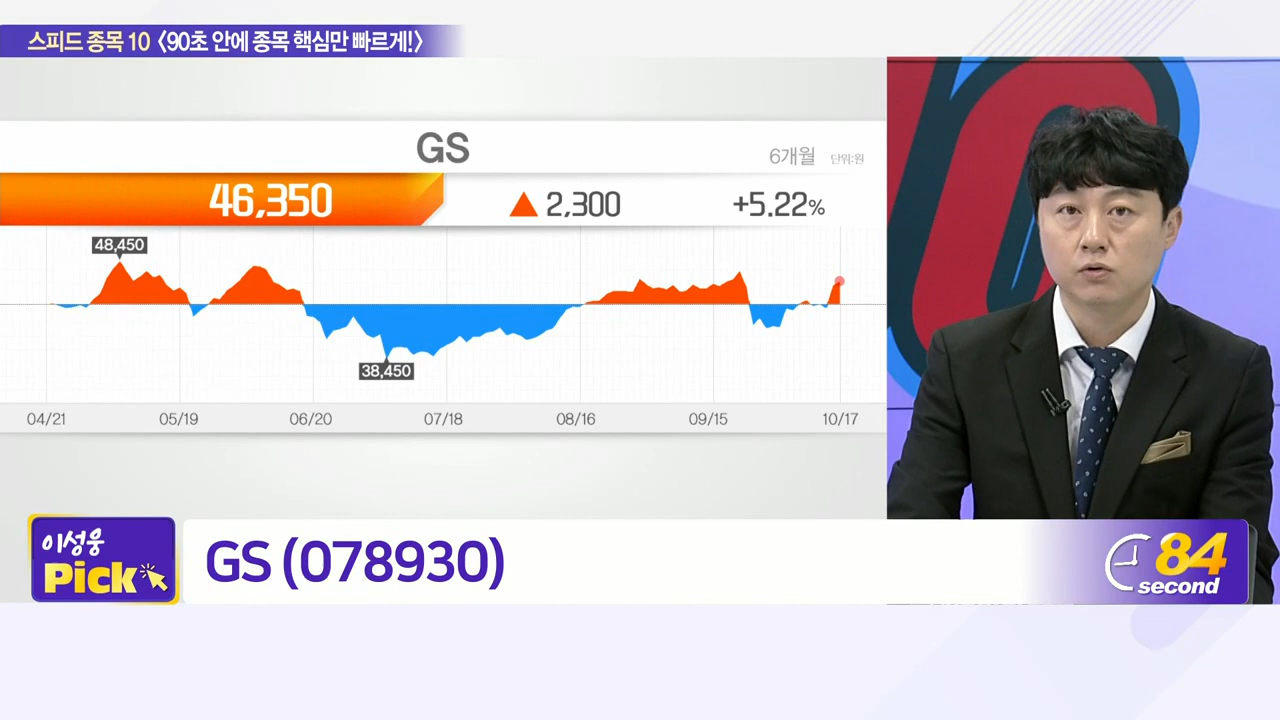 스피드 종목 10 〈90초 안에 종목 핵심만 빠르게!〉
GS
6개월 단위:원
46,350 ▲ 2,300 +5.22%
48,450
38,450
04/21 05/19 06/20 07/18 08/16 09/15 10/17
이성웅
Pick
GS (078930)
84
second